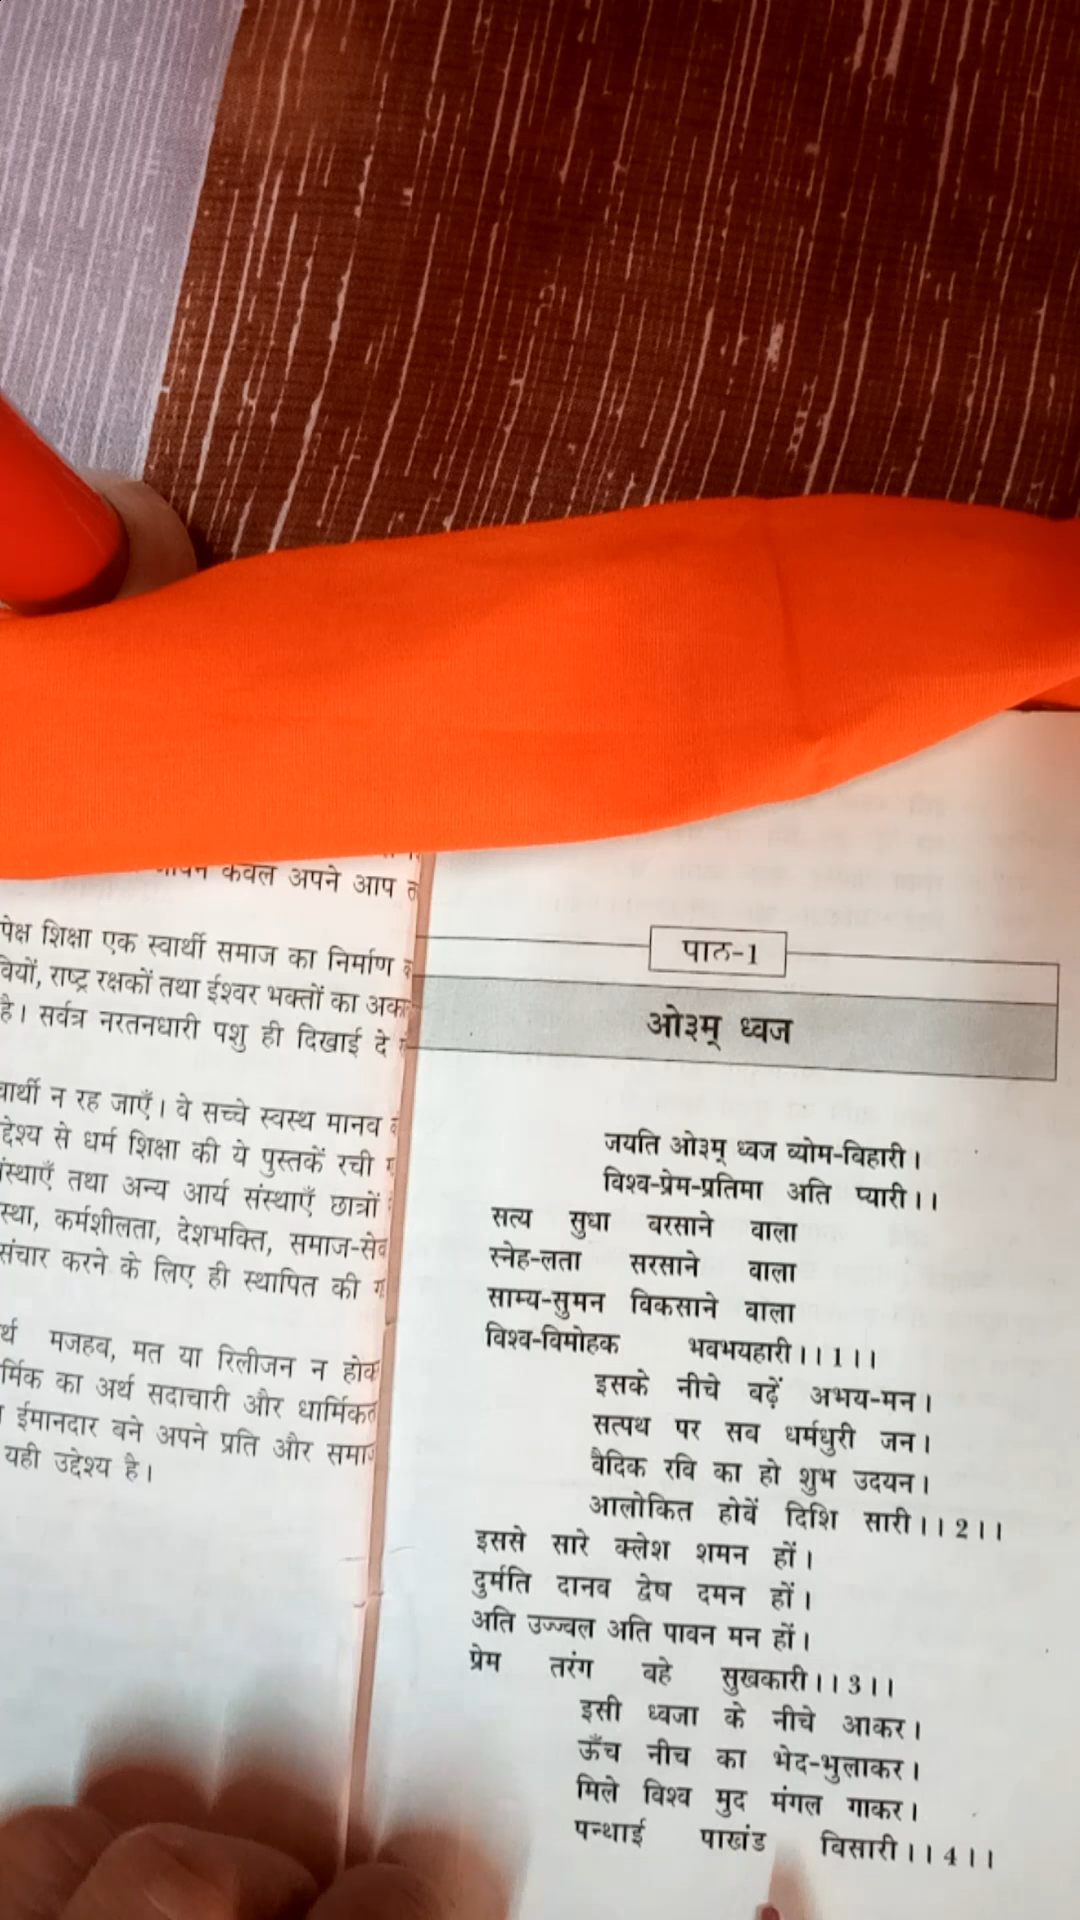 केवल अपने आप
पेक्ष शिक्षा एक स्वार्थी समाज का निर्माण
वियों, राष्ट्र रक्षकों तथा ईश्वर भक्तों का अका
है। सर्वत्र नरतनधारी पशु ही दिखाई दे
वार्थी न रह जाएँ। वे सच्चे स्वस्थ मानव
द्देश्य से धर्म शिक्षा की ये पुस्तकें रची
ंस्थाएँ तथा अन्य आर्य संस्थाएँ छात्रों
स्था, कर्मशीलता, देशभक्ति, समाज-सेव
संचार करने के लिए ही स्थापित की
र्थ मजहब, मत या रिलीजन न होक
र्मिक का अर्थ सदाचारी और धार्मिकत
ईमानदार बने अपने प्रति और समाज
यही उद्देश्य है।
पाठ-1
ओ३म् ध्वज
जयति ओ३म् ध्वज व्योम-विहारी।
विश्व-प्रेम-प्रतिमा अति प्यारी।।
सत्य सुधा बरसाने वाला
स्नेह-लता सरसाने वाला
साम्य-सुमन विकसाने वाला
विश्व-विमोहक भवभयहारी।।1।।
इसके नीचे बढ़ें अभय-मन।
सत्पथ पर सब धर्मधुरी जन।
वैदिक रवि का हो शुभ उदयन।
आलोकित होवें दिशि सारी।।2।।
इससे सारे क्लेश शमन हों।
दुर्मति दानव द्वेष दमन हों।
अति उज्ज्वल अति पावन मन हों।
प्रेम तरंग बहे सुखकारी।।3।।
इसी ध्वजा के नीचे आकर।
ऊँच नीच का भेद-भुलाकर।
मिले विश्व मुद मंगल गाकर।
पन्थाई पाखंड बिसारी।।4।।